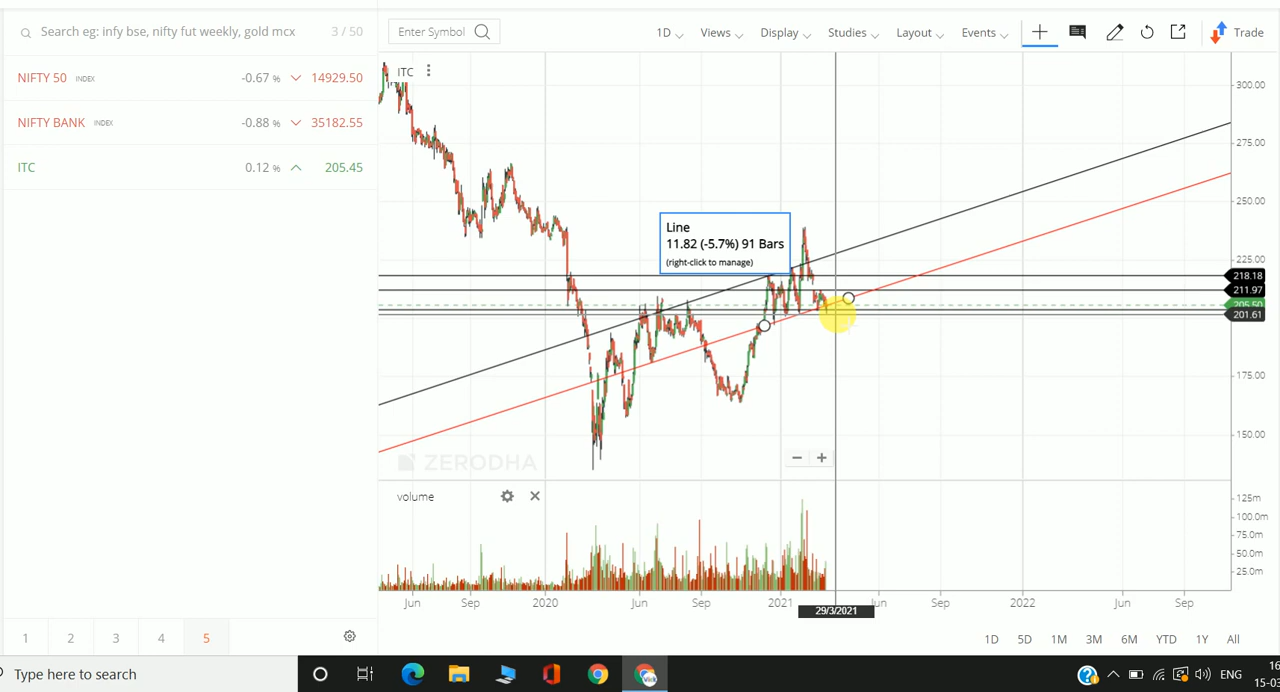 Search eg: infy bse, nifty fut weekly, gold mcx 3 / 50
NIFTY 50 INDEX -0.67 % 14929.50
NIFTY BANK INDEX -0.88 % 35182.55
ITC 0.12 % 205.45
1 2 3 4 5
Enter Symbol 1D Views Display Studies Layout Events Trade
ITC
300.00
275.00
250.00
225.00
218.18
211.97
205.50
201.61
175.00
150.00
Line
11.82 (-5.7%) 91 Bars
(right-click to manage)
ZERODHA
volume
125m
100.0m
75.0m
50.0m
25.0m
Jun Sep 2020 Jun Sep 2021 Jun Sep 2022 Jun Sep
29/3/2021
1D 5D 1M 3M 6M YTD 1Y All
Type here to search
ENG
16
15-03